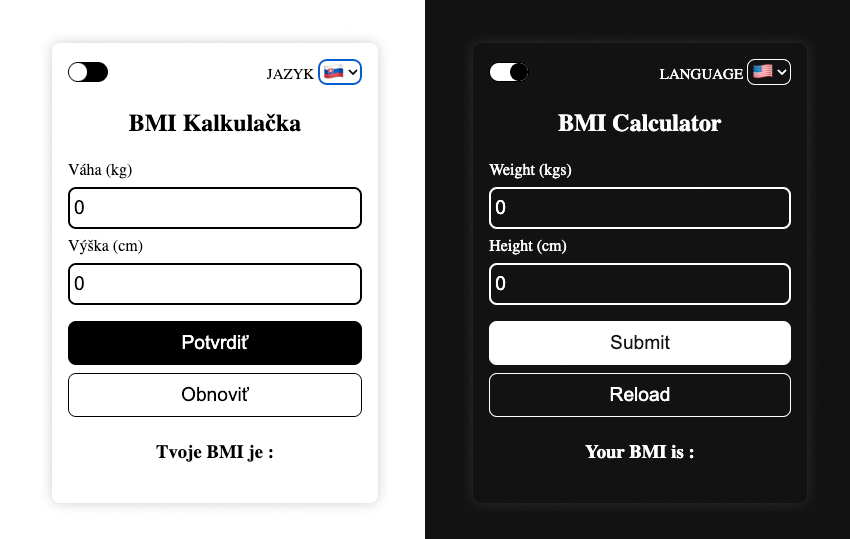 JAZYK
BMI Kalkulačka
Váha (kg)
0
Výška (cm)
0
Potvrdiť
Obnoviť
Tvoje BMI je :
LANGUAGE
BMI Calculator
Weight (kgs)
0
Height (cm)
0
Submit
Reload
Your BMI is :